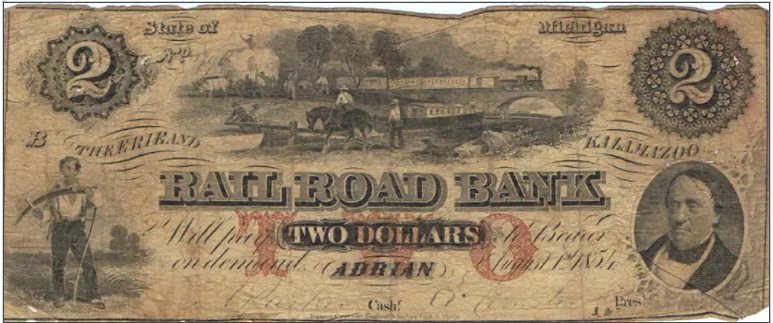 State of Michigan
2 2
No
B THE ERIE AND KALAMAZOO
RAIL ROAD BANK
TWO
Will pay TWO DOLLARS to Bearer
on demand ADRIAN August 1st 1854
Cashr. Pres.